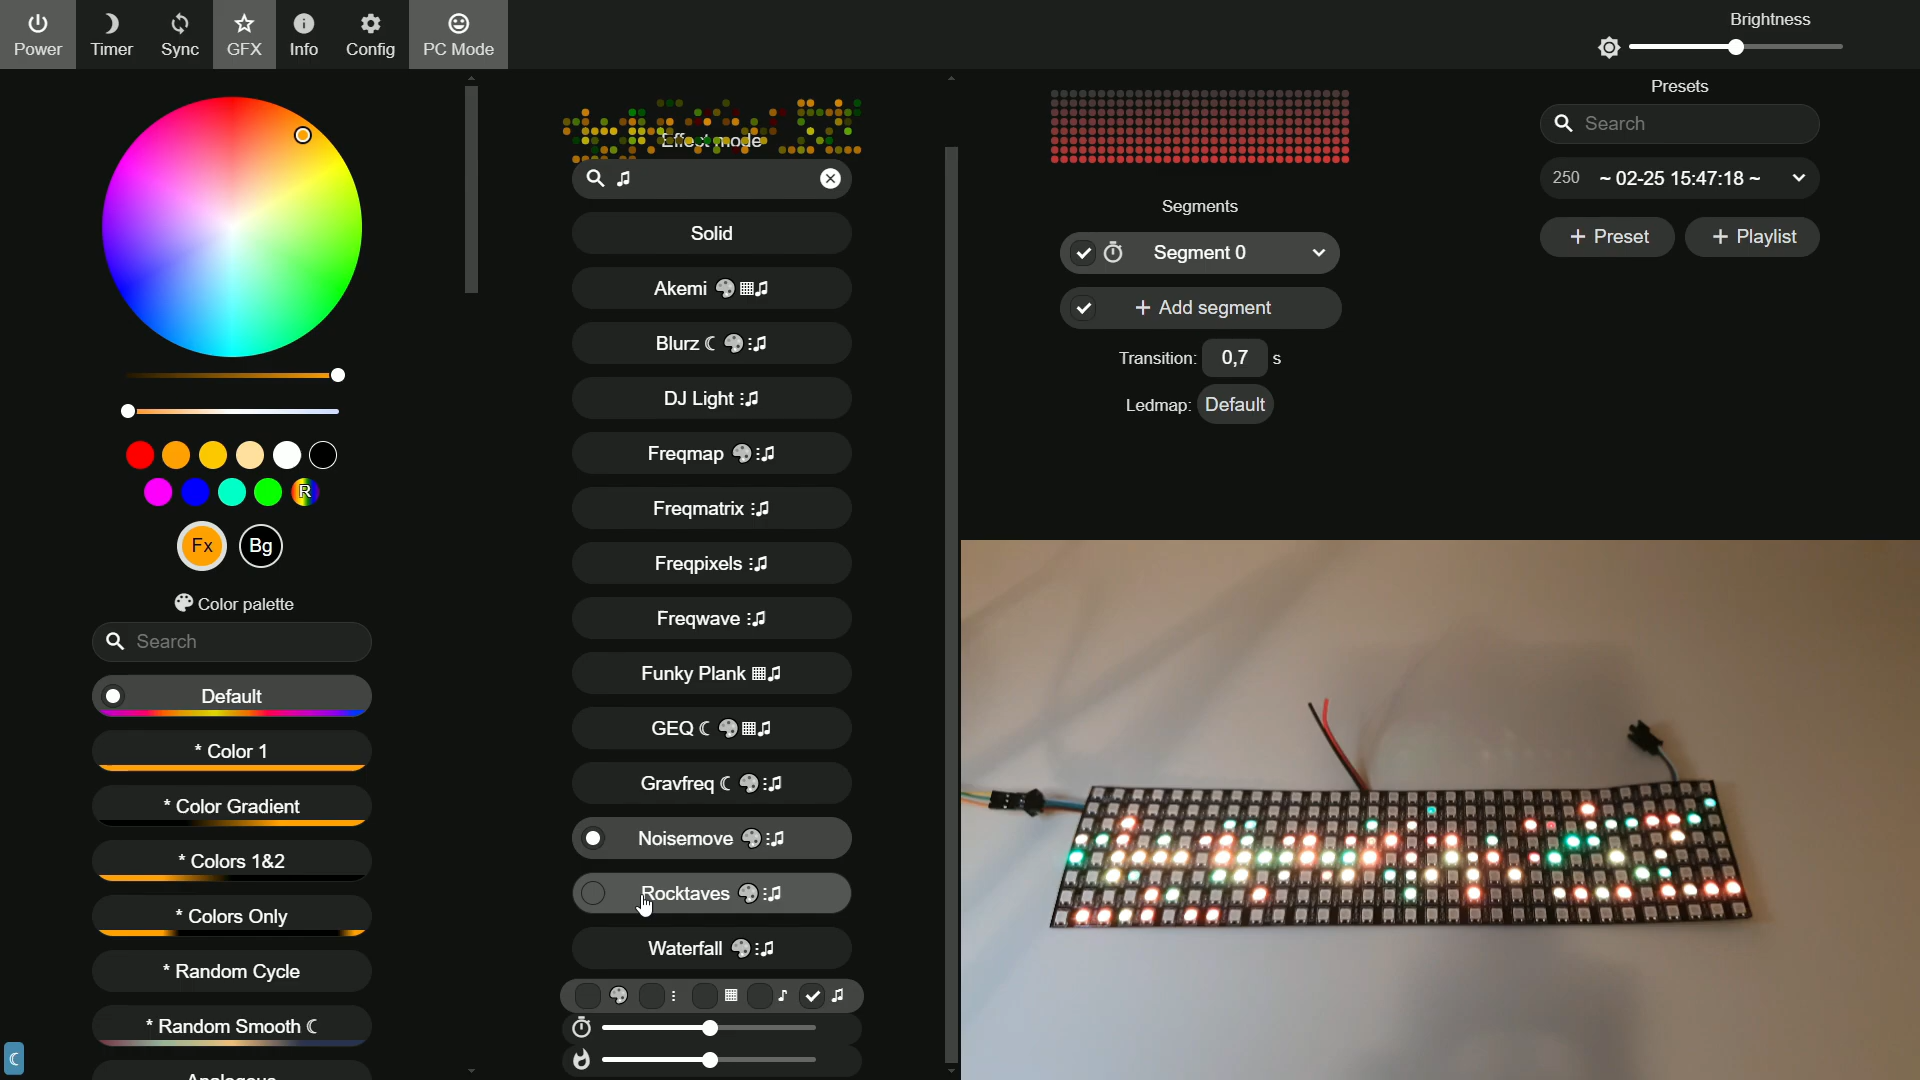 Power
Timer
Sync
GFX
Info
Config
PC Mode
Brightness
R
Fx
Bg
Color palette
Search
Default
* Color 1
* Color Gradient
* Colors 1&2
* Colors Only
* Random Cycle
* Random Smooth
Analogous
Effect mode
Solid
Akemi
Blurz
DJ Light
Freqmap
Freqmatrix
Freqpixels
Freqwave
Funky Plank
GEQ
Gravfreq
Noisemove
Rocktaves
Waterfall
Segments
Segment 0
+ Add segment
Transition: 0,7 s
Ledmap: Default
Presets
Search
250 ~ 02-25 15:47:18 ~
+ Preset
+ Playlist